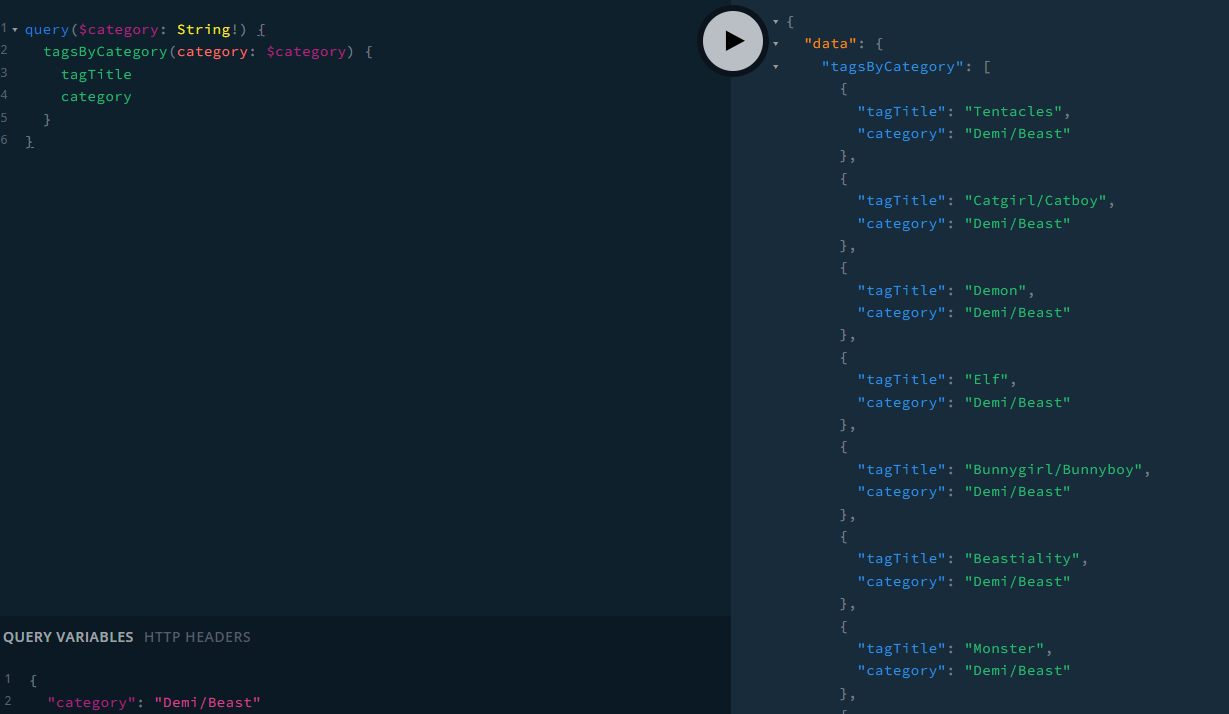 1 query($category: String!) {
2 tagsByCategory(category: $category) {
3 tagTitle
4 category
5 }
6 }
QUERY VARIABLES HTTP HEADERS
1 {
2 "category": "Demi/Beast"
{
"data": {
"tagsByCategory": [
{
"tagTitle": "Tentacles",
"category": "Demi/Beast"
},
{
"tagTitle": "Catgirl/Catboy",
"category": "Demi/Beast"
},
{
"tagTitle": "Demon",
"category": "Demi/Beast"
},
{
"tagTitle": "Elf",
"category": "Demi/Beast"
},
{
"tagTitle": "Bunnygirl/Bunnyboy",
"category": "Demi/Beast"
},
{
"tagTitle": "Beastiality",
"category": "Demi/Beast"
},
{
"tagTitle": "Monster",
"category": "Demi/Beast"
},